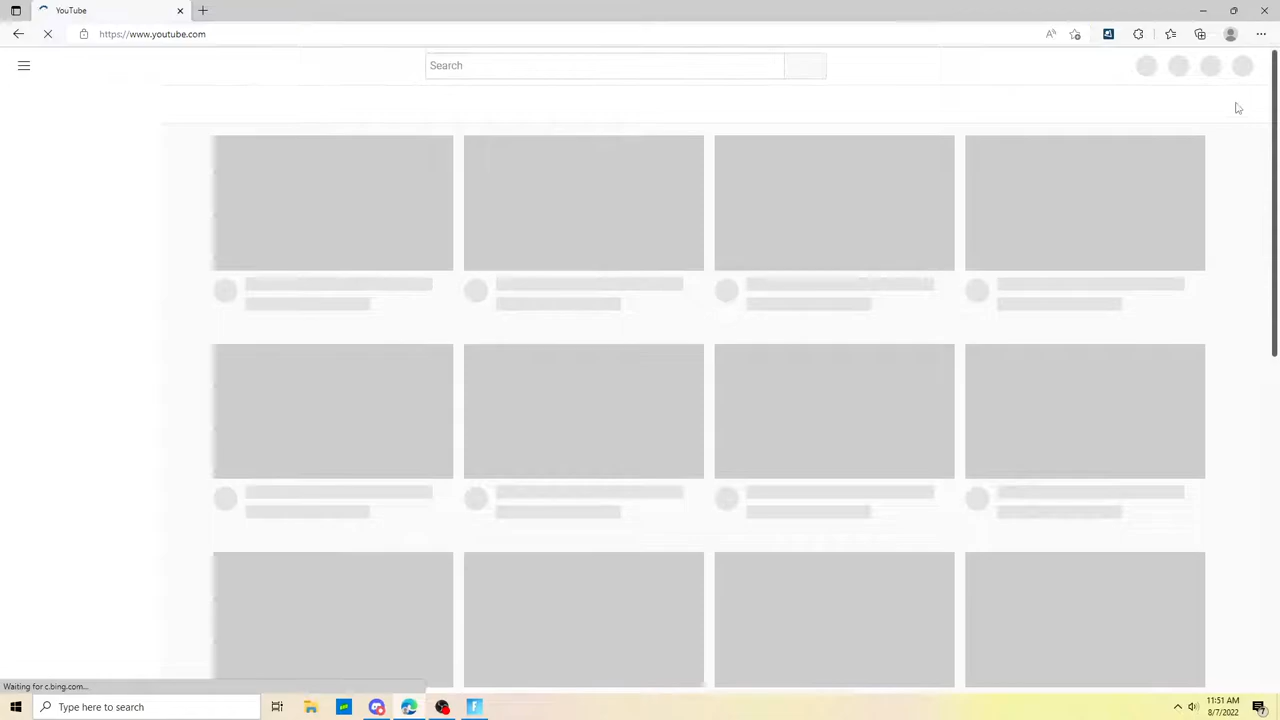 YouTube
https://www.youtube.com
Search
Waiting for c.bing.com...
Type here to search
11:51 AM
8/7/2022
7